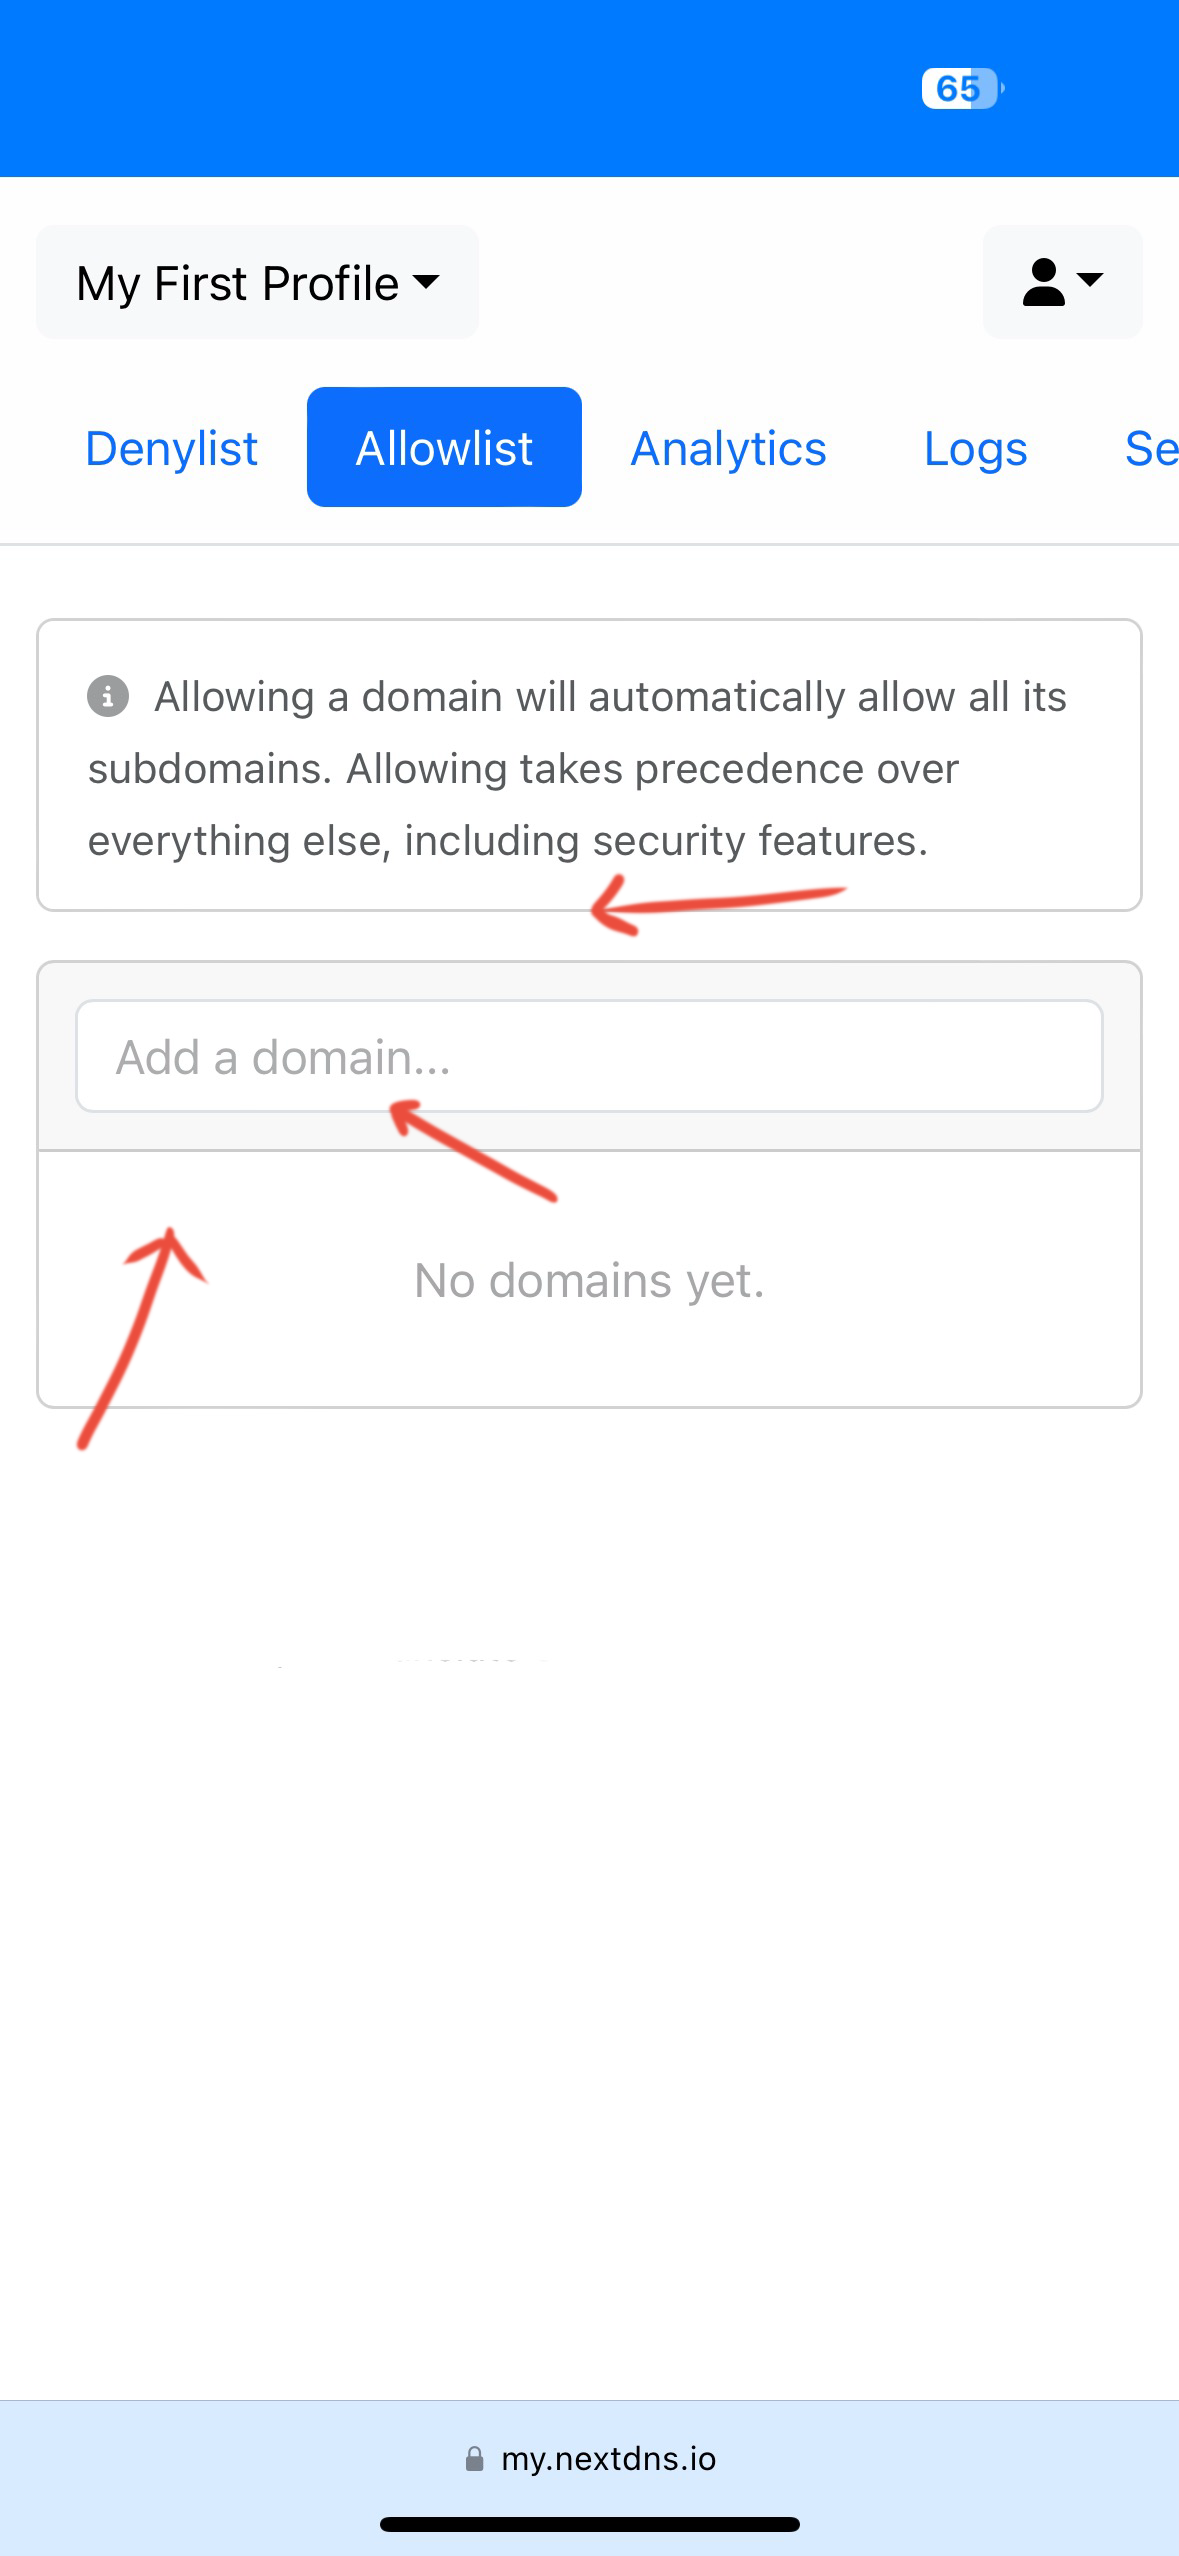 65
My First Profile
Denylist Allowlist Analytics Logs Se
Allowing a domain will automatically allow all its
subdomains. Allowing takes precedence over
everything else, including security features.
Add a domain...
No domains yet.
my.nextdns.io